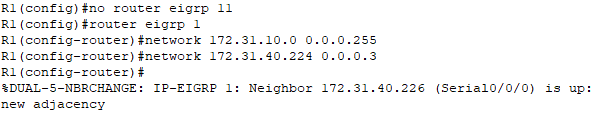 R1(config)#no router eigrp 11
R1(config)#router eigrp 1
R1(config-router)#network 172.31.10.0 0.0.0.255
R1(config-router)#network 172.31.40.224 0.0.0.3
R1(config-router)#
%DUAL-5-NBRCHANGE: IP-EIGRP 1: Neighbor 172.31.40.226 (Serial0/0/0) is up:
new adjacency